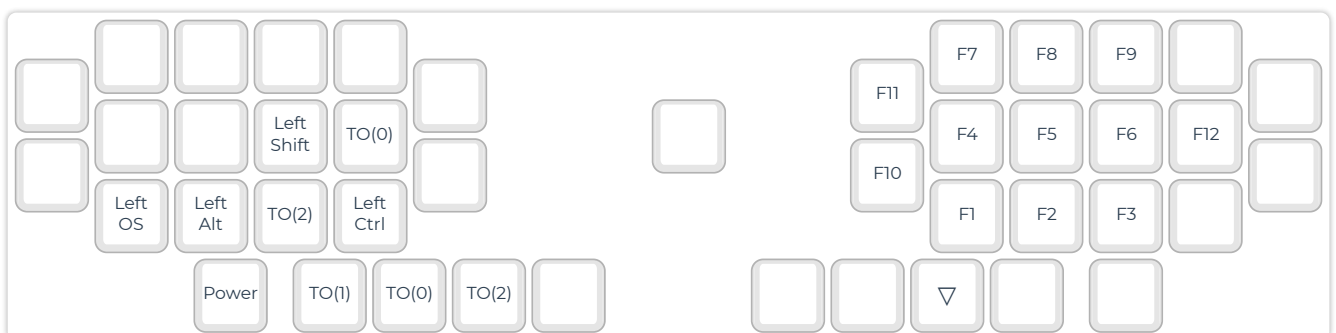 F7 F8 F9
F11
Left Shift TO(0) F4 F5 F6 F12
F10
Left OS Left Alt TO(2) Left Ctrl F1 F2 F3
Power TO(1) TO(0) TO(2) ▽